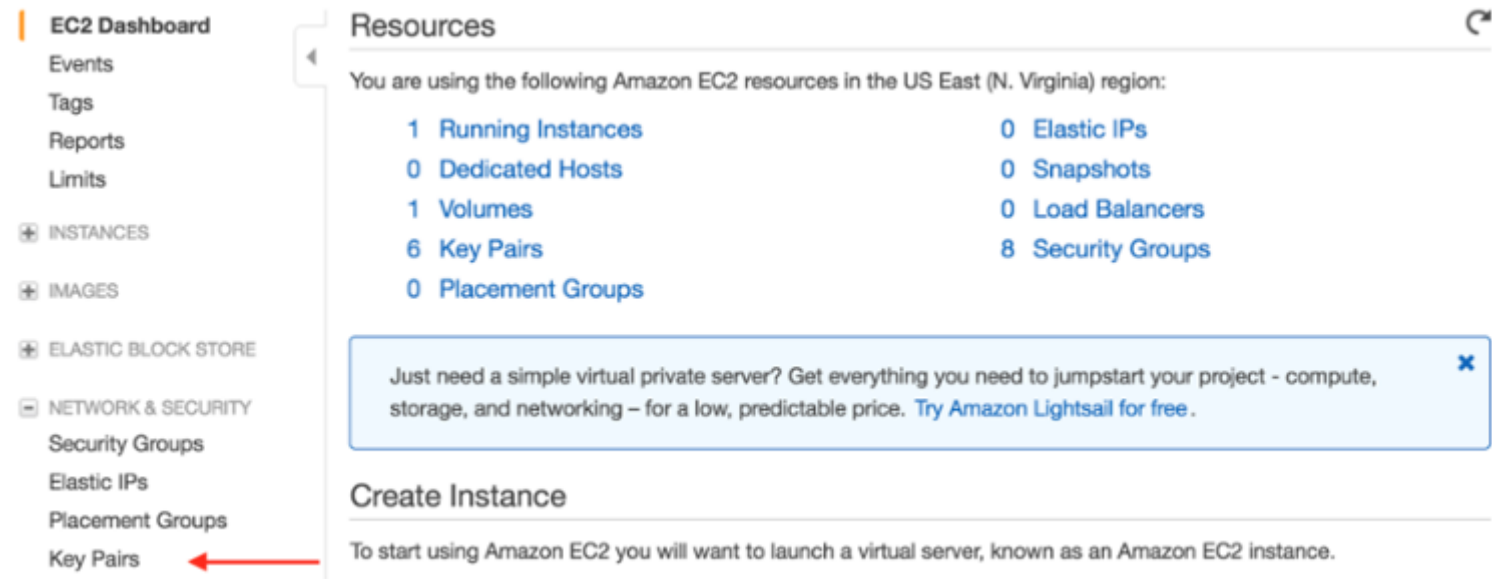 EC2 Dashboard
Events
Tags
Reports
Limits
INSTANCES
IMAGES
ELASTIC BLOCK STORE
NETWORK & SECURITY
Security Groups
Elastic IPs
Placement Groups
Key Pairs
Resources
You are using the following Amazon EC2 resources in the US East (N. Virginia) region:
1 Running Instances
0 Dedicated Hosts
1 Volumes
6 Key Pairs
0 Placement Groups
0 Elastic IPs
0 Snapshots
0 Load Balancers
8 Security Groups
Just need a simple virtual private server? Get everything you need to jumpstart your project - compute,
storage, and networking – for a low, predictable price. Try Amazon Lightsail for free.
Create Instance
To start using Amazon EC2 you will want to launch a virtual server, known as an Amazon EC2 instance.